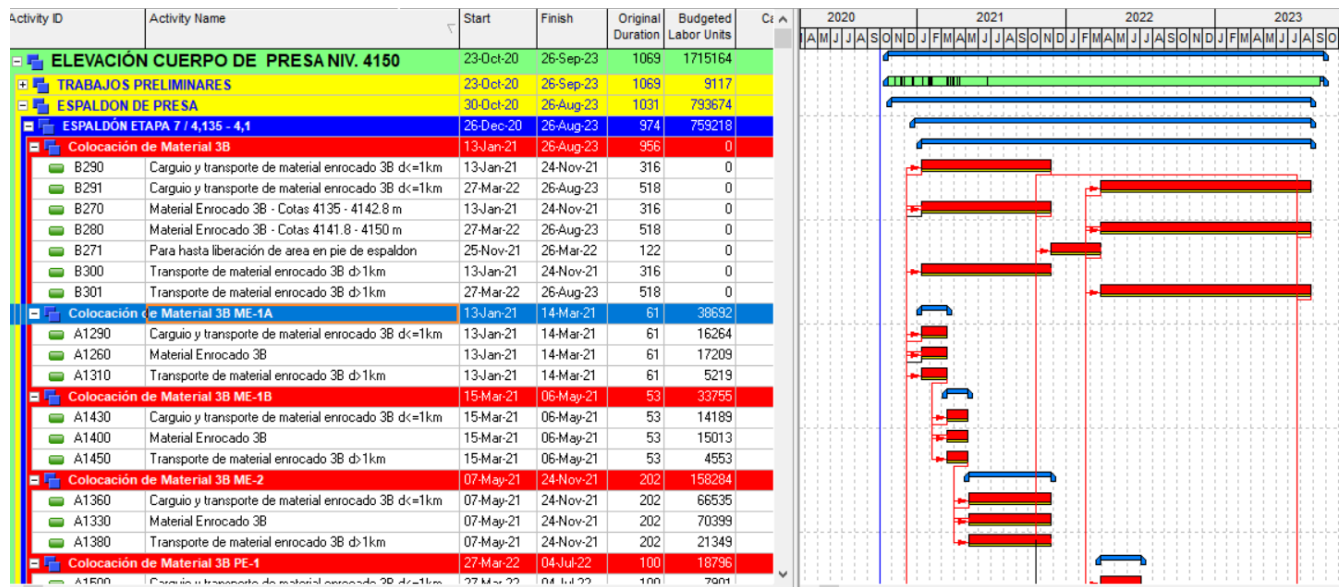 Activity ID Activity Name Start Finish Original Duration Budgeted Labor Units Ca 2020 2021 2022 2023
A M J J A S O N D J F M A M J J A S O N D J F M A M J J A S O N D J F M A M J J A S O
ELEVACIÓN CUERPO DE PRESA NIV. 4150 23-Oct-20 26-Sep-23 1069 1715164
TRABAJOS PRELIMINARES 23-Oct-20 26-Sep-23 1069 9117
ESPALDON DE PRESA 30-Oct-20 26-Aug-23 1031 793674
ESPALDÓN ETAPA 7 / 4,135 - 4,1 26-Dec-20 26-Aug-23 974 759218
Colocación de Material 3B 13-Jan-21 26-Aug-23 956 0
B290 Carguio y transporte de material enrocado 3B d<=1km 13-Jan-21 24-Nov-21 316 0
B291 Carguio y transporte de material enrocado 3B d<=1km 27-Mar-22 26-Aug-23 518 0
B270 Material Enrocado 3B - Cotas 4135 - 4142.8 m 13-Jan-21 24-Nov-21 316 0
B280 Material Enrocado 3B - Cotas 4141.8 - 4150 m 27-Mar-22 26-Aug-23 518 0
B271 Para hasta liberación de area en pie de espaldon 25-Nov-21 26-Mar-22 122 0
B300 Transporte de material enrocado 3B d>1km 13-Jan-21 24-Nov-21 316 0
B301 Transporte de material enrocado 3B d>1km 27-Mar-22 26-Aug-23 518 0
Colocación de Material 3B ME-1A 13-Jan-21 14-Mar-21 61 38692
A1290 Carguio y transporte de material enrocado 3B d<=1km 13-Jan-21 14-Mar-21 61 16264
A1260 Material Enrocado 3B 13-Jan-21 14-Mar-21 61 17209
A1310 Transporte de material enrocado 3B d>1km 13-Jan-21 14-Mar-21 61 5219
Colocación de Material 3B ME-1B 15-Mar-21 06-May-21 53 33755
A1430 Carguio y transporte de material enrocado 3B d<=1km 15-Mar-21 06-May-21 53 14189
A1400 Material Enrocado 3B 15-Mar-21 06-May-21 53 15013
A1450 Transporte de material enrocado 3B d>1km 15-Mar-21 06-May-21 53 4553
Colocación de Material 3B ME-2 07-May-21 24-Nov-21 202 158284
A1360 Carguio y transporte de material enrocado 3B d<=1km 07-May-21 24-Nov-21 202 66535
A1330 Material Enrocado 3B 07-May-21 24-Nov-21 202 70399
A1380 Transporte de material enrocado 3B d>1km 07-May-21 24-Nov-21 202 21349
Colocación de Material 3B PE-1 27-Mar-22 04-Jul-22 100 18796
A1500 Carguio y transporte de material enrocado 3B d<=1km 27-Mar-22 04-Jul-22 100 7901